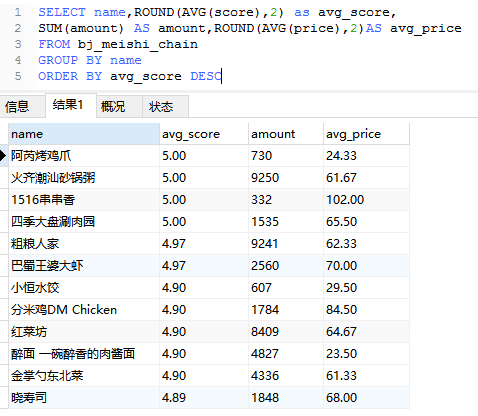 1 SELECT name,ROUND(AVG(score),2) as avg_score,
2 SUM(amount) AS amount,ROUND(AVG(price),2)AS avg_price
3 FROM bj_meishi_chain
4 GROUP BY name
5 ORDER BY avg_score DESC
信息 结果1 概况 状态
name avg_score amount avg_price
阿芮烤鸡爪 5.00 730 24.33
火齐潮汕砂锅粥 5.00 9250 61.67
1516串串香 5.00 332 102.00
四季大盘涮肉园 5.00 1535 65.50
粗粮人家 4.97 9241 62.33
巴蜀王婆大虾 4.97 2560 70.00
小恒水饺 4.90 607 29.50
分米鸡DM Chicken 4.90 1784 84.50
红菜坊 4.90 8409 64.67
醉面 一碗醉香的肉酱面 4.90 4827 23.50
金掌勺东北菜 4.90 4336 61.33
晓寿司 4.89 1848 68.00